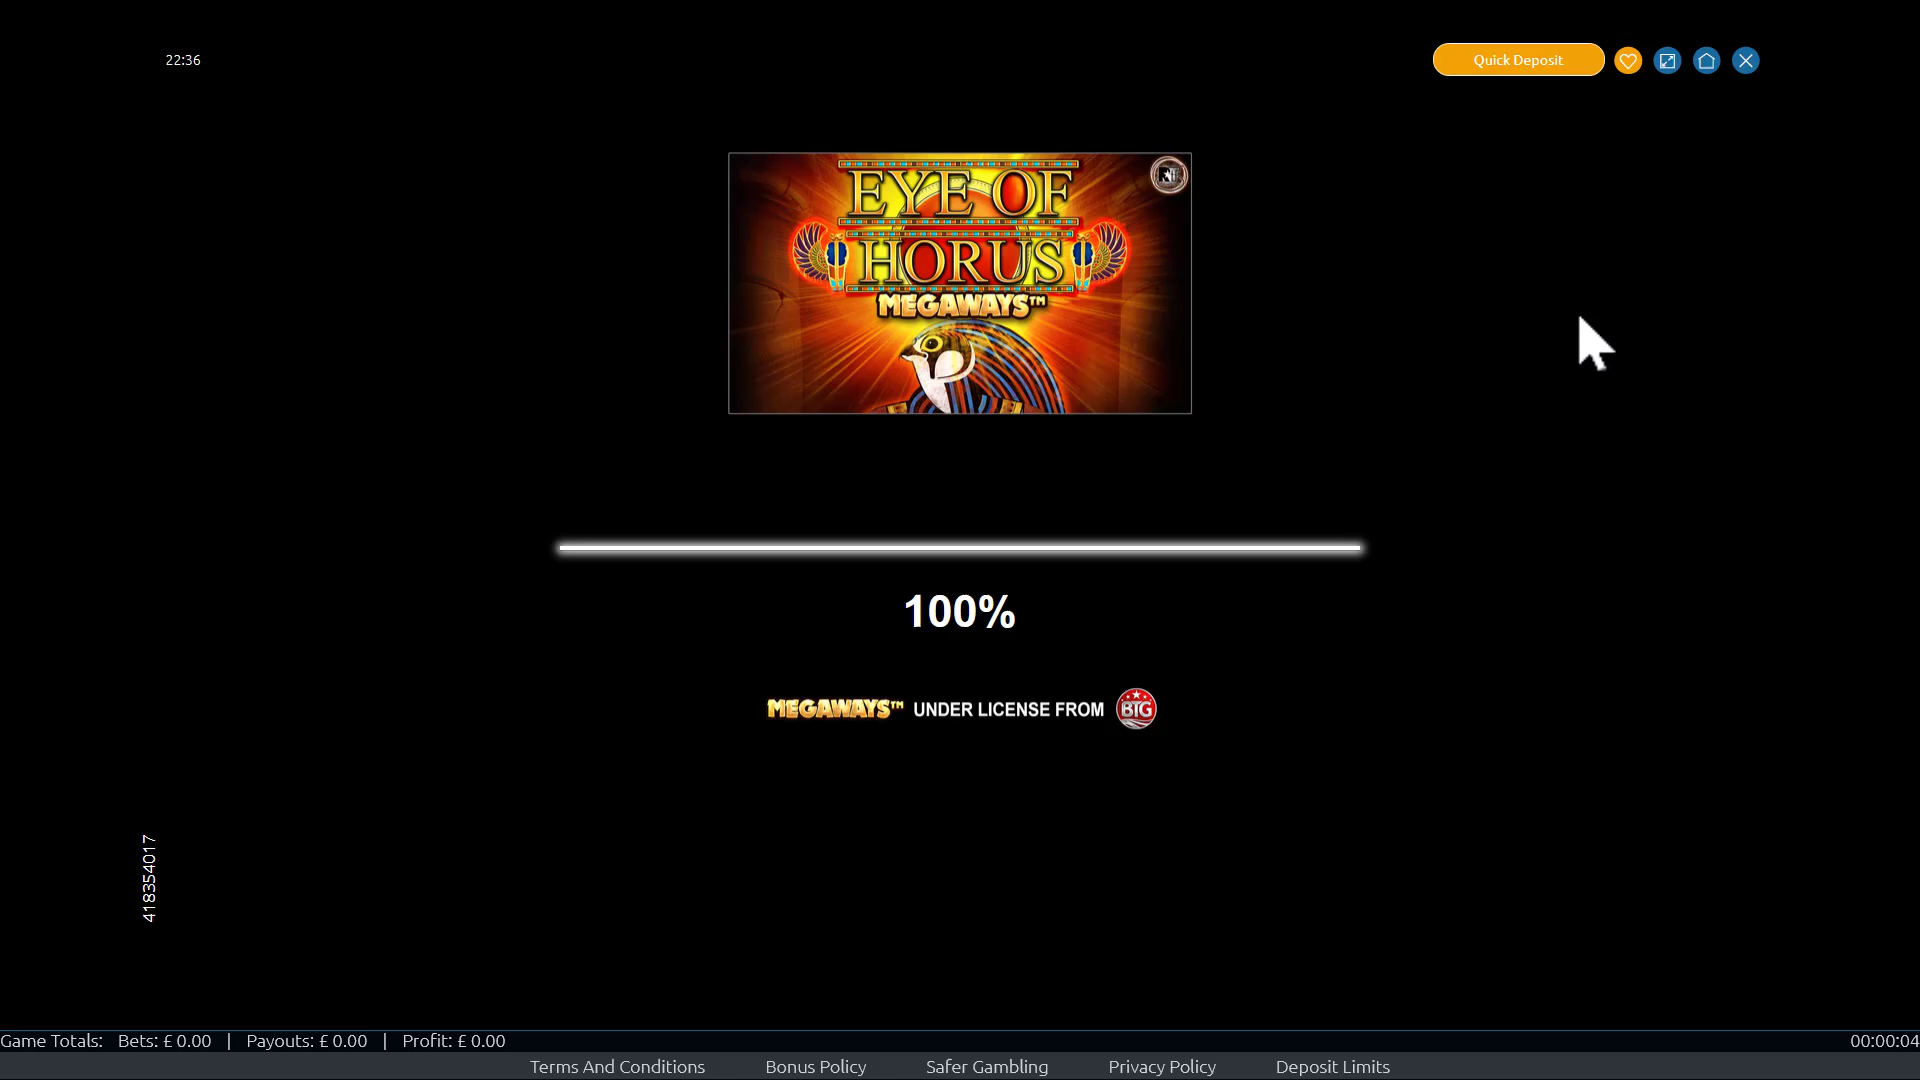 22:36
Quick Deposit
EYE OF
HORUS
MEGAWAYS™
100%
MEGAWAYS™ UNDER LICENSE FROM BTG
418354017
Game Totals: Bets: £ 0.00 | Payouts: £ 0.00 | Profit: £ 0.00
00:00:04
Terms And Conditions Bonus Policy Safer Gambling Privacy Policy Deposit Limits